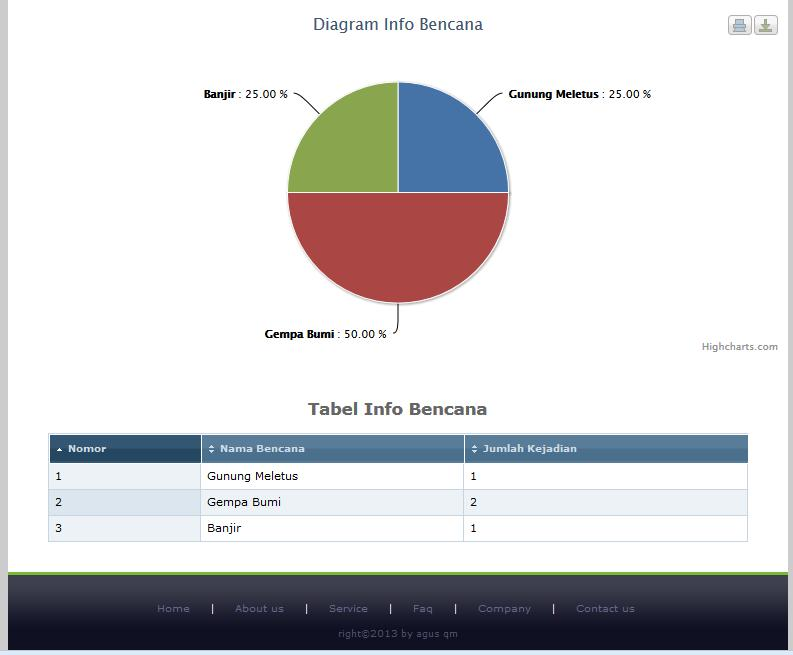 Diagram Info Bencana
Banjir : 25.00 %
Gunung Meletus : 25.00 %
Gempa Bumi : 50.00 %
Highcharts.com
Tabel Info Bencana
Nomor Nama Bencana Jumlah Kejadian
1 Gunung Meletus 1
2 Gempa Bumi 2
3 Banjir 1
Home | About us | Service | Faq | Company | Contact us
right©2013 by agus qm